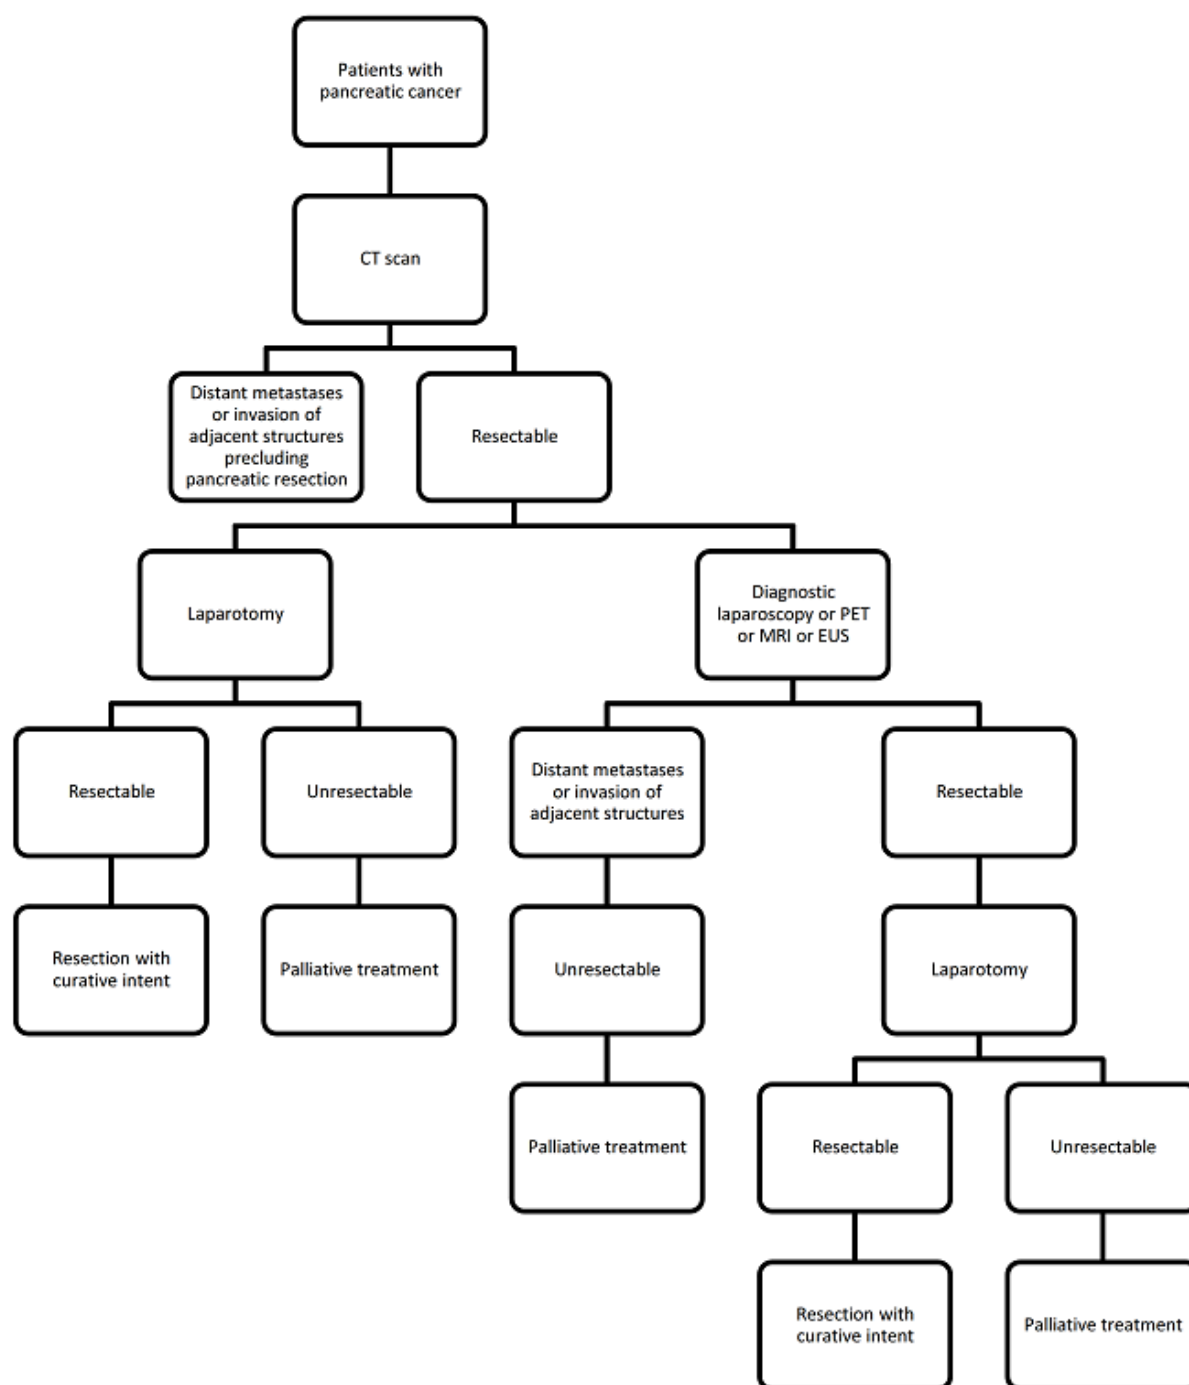 Patients with
pancreatic cancer
CT scan
Distant metastases
or invasion of
adjacent structures
precluding
pancreatic resection
Resectable
Laparotomy
Diagnostic
laparoscopy or PET
or MRI or EUS
Resectable
Unresectable
Distant metastases
or invasion of
adjacent structures
Resectable
Resection with
curative intent
Palliative treatment
Unresectable
Laparotomy
Palliative treatment
Resectable
Unresectable
Resection with
curative intent
Palliative treatment